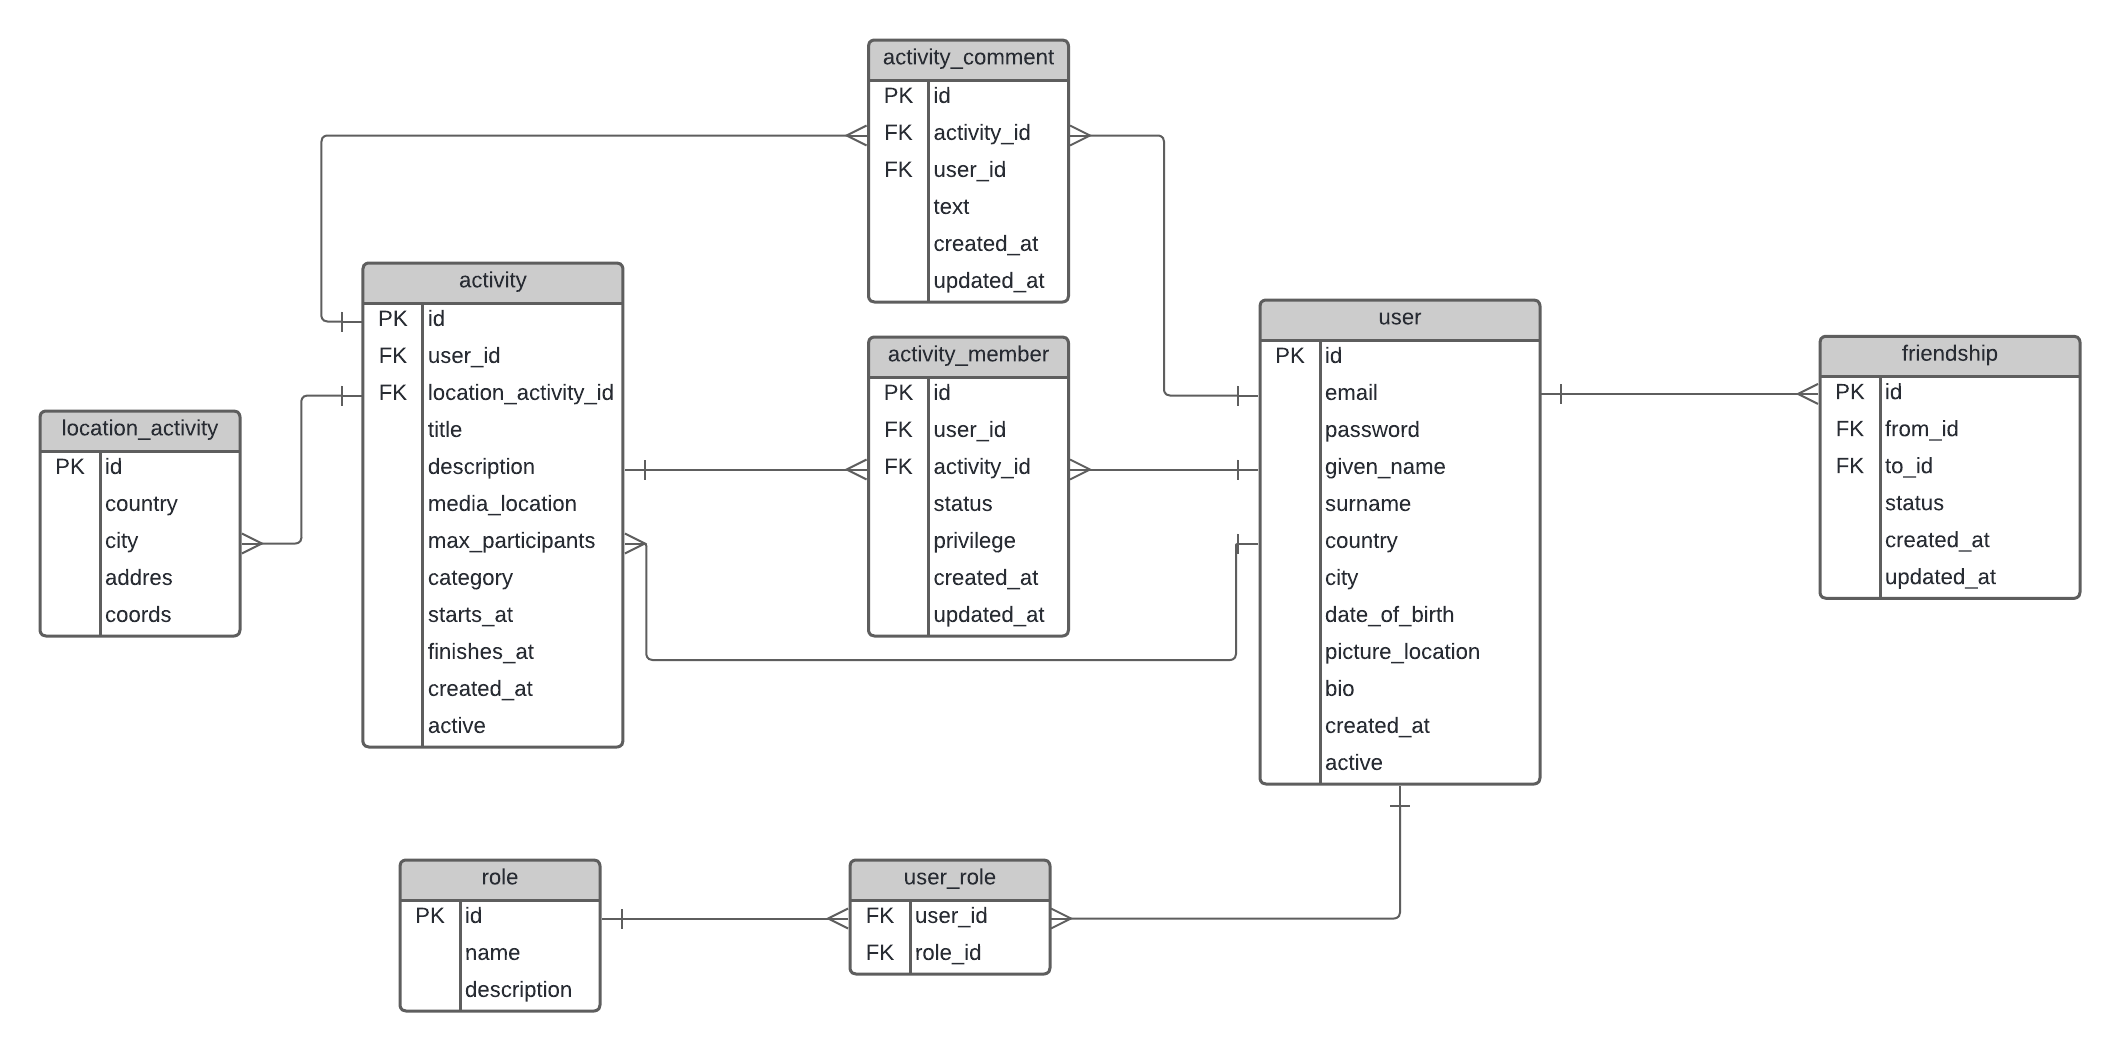 activity_comment
PK id
FK activity_id
FK user_id
text
created_at
updated_at
activity
PK id
FK user_id
FK location_activity_id
title
description
media_location
max_participants
category
starts_at
finishes_at
created_at
active
location_activity
PK id
country
city
addres
coords
activity_member
PK id
FK user_id
FK activity_id
status
privilege
created_at
updated_at
user
PK id
email
password
given_name
surname
country
city
date_of_birth
picture_location
bio
created_at
active
friendship
PK id
FK from_id
FK to_id
status
created_at
updated_at
role
PK id
name
description
user_role
FK user_id
FK role_id